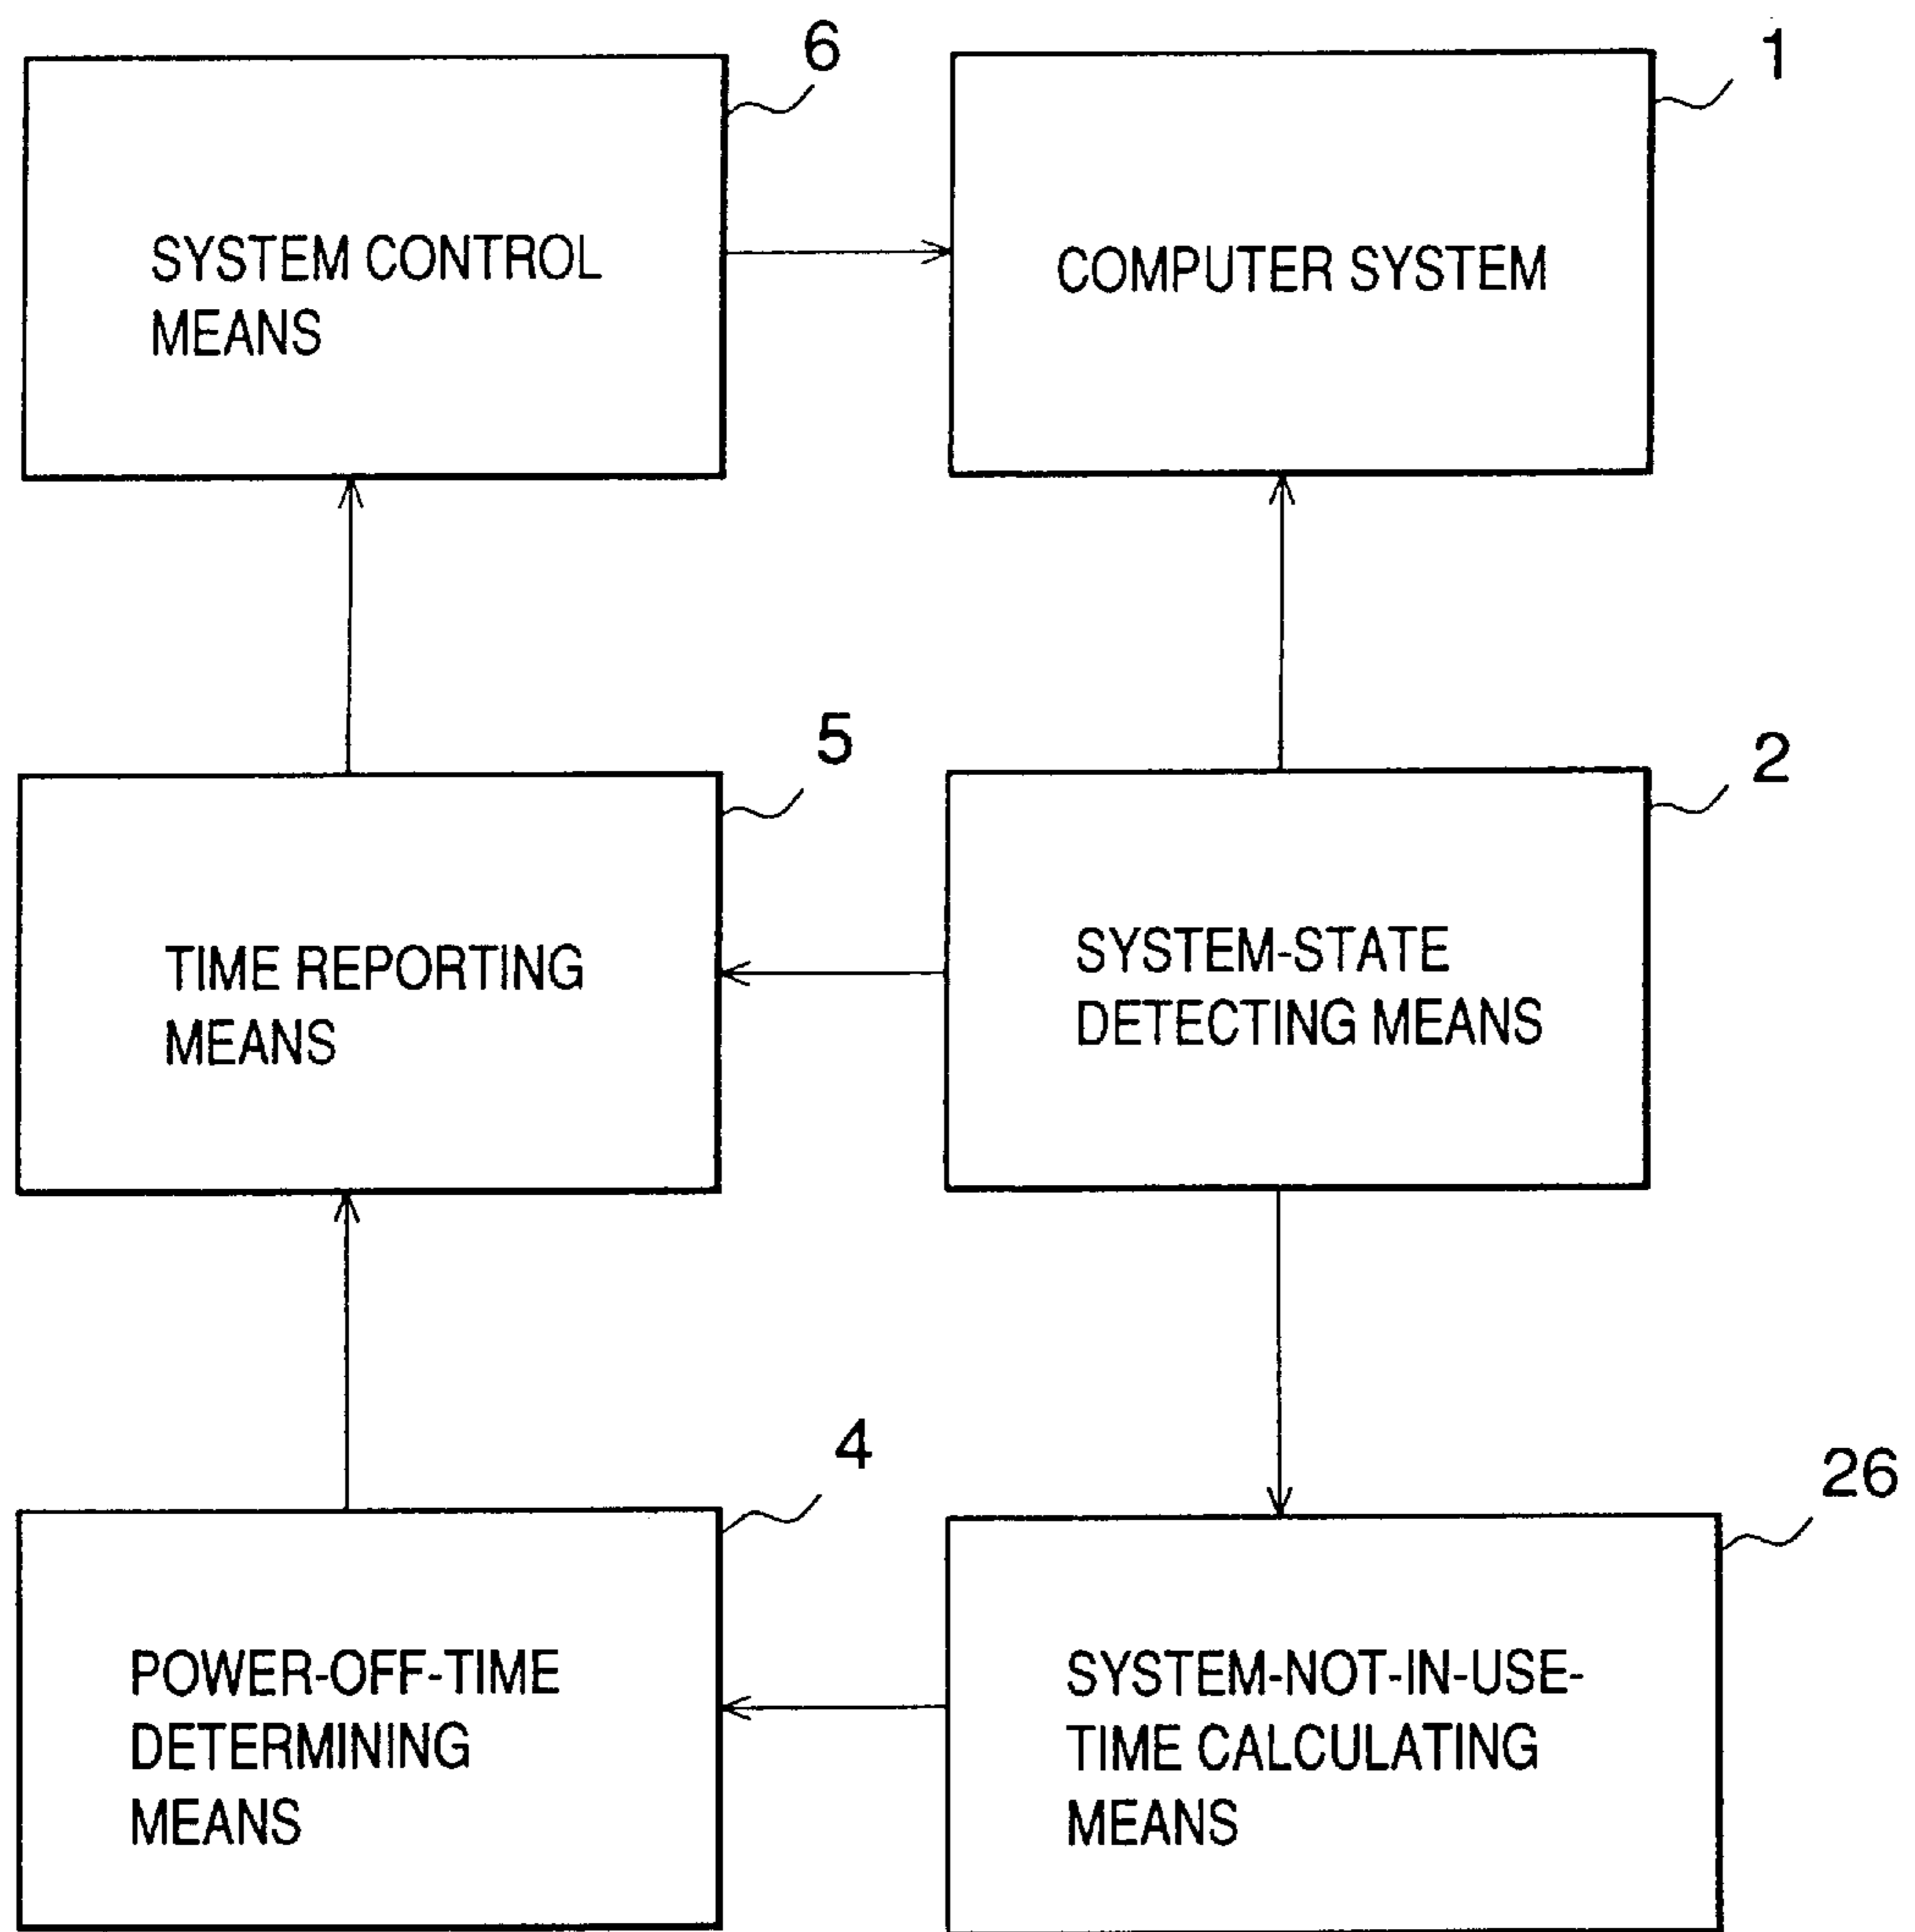 6
1
SYSTEM CONTROL
MEANS
COMPUTER SYSTEM
5
2
TIME REPORTING
MEANS
SYSTEM-STATE
DETECTING MEANS
4
26
POWER-OFF-TIME
DETERMINING
MEANS
SYSTEM-NOT-IN-USE-
TIME CALCULATING
MEANS